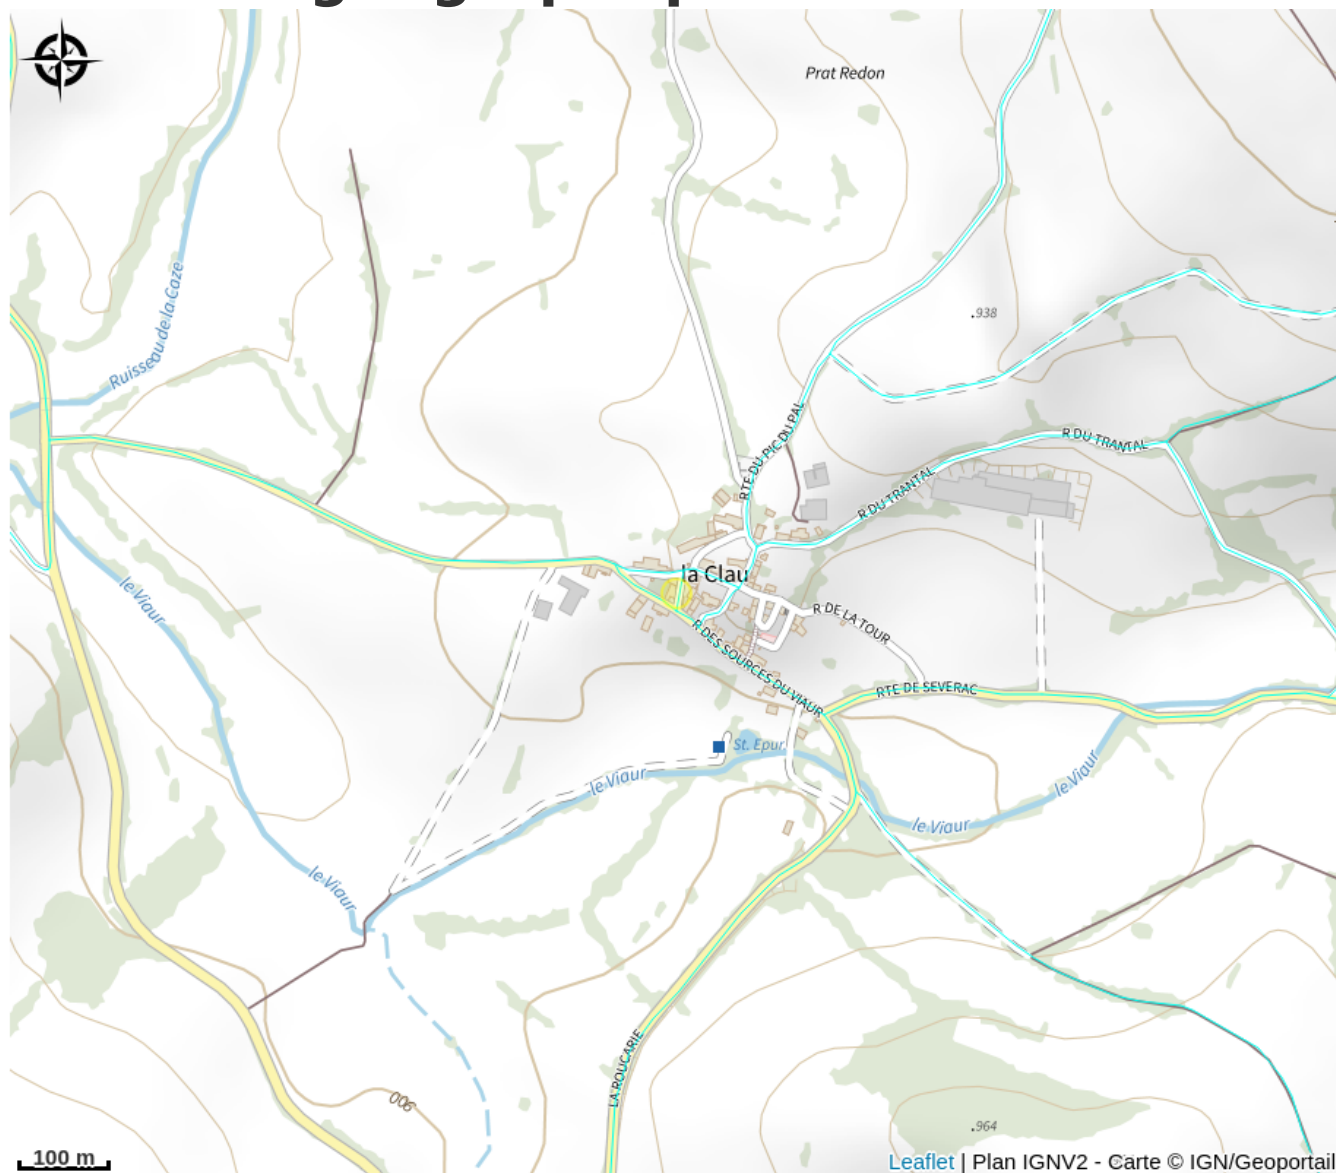 Prat Redon
Ruisseau de la Caze
.938
RTE DU PIC DU PAL
R DU TRANTAL
R DU TRANTAL
la Clau
le Viaur
R DE LA TOUR
R DES SOURCES DU VIAUR
RTE DE SEVERAC
St. Epur
le Viaur
le Viaur
le Viaur
le Viaur
LA ROUCARIE
900
.964
100 m
Leaflet | Plan IGNV2 - Carte © IGN/Geoportail